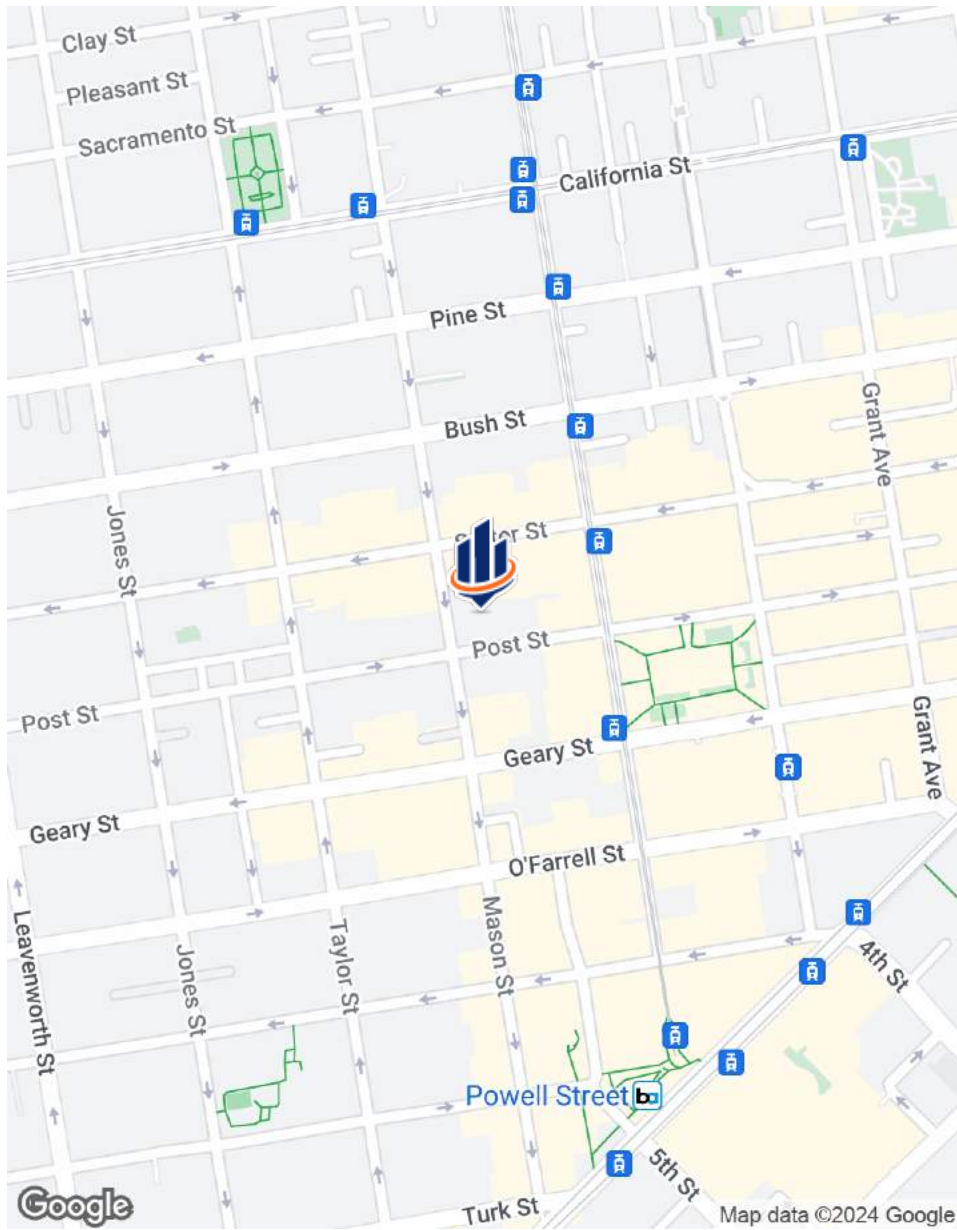 Clay St
Pleasant St
Sacramento St
California St
Pine St
Bush St
Grant Ave
Jones St
St
Post St
Post St
Geary St
Grant Ave
Geary St
O'Farrell St
Leavenworth St
Jones St
Taylor St
Mason St
4th St
Powell Street
ba
5th St
Turk St
Google
Map data ©2024 Google